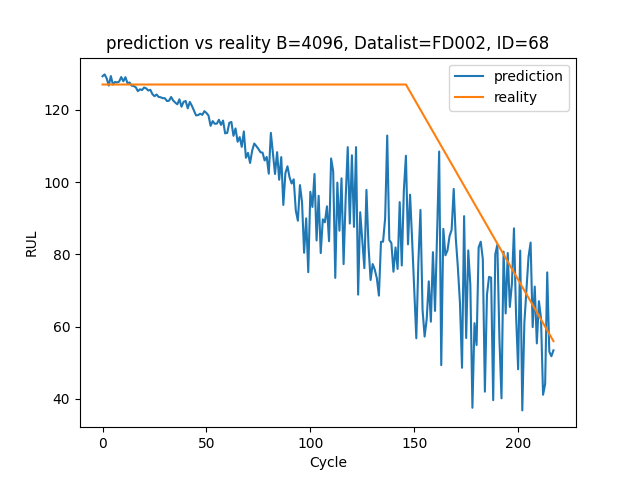 prediction vs reality B=4096, Datalist=FD002, ID=68
prediction
reality
120
100
80
60
40
RUL
0
50
100
150
200
Cycle